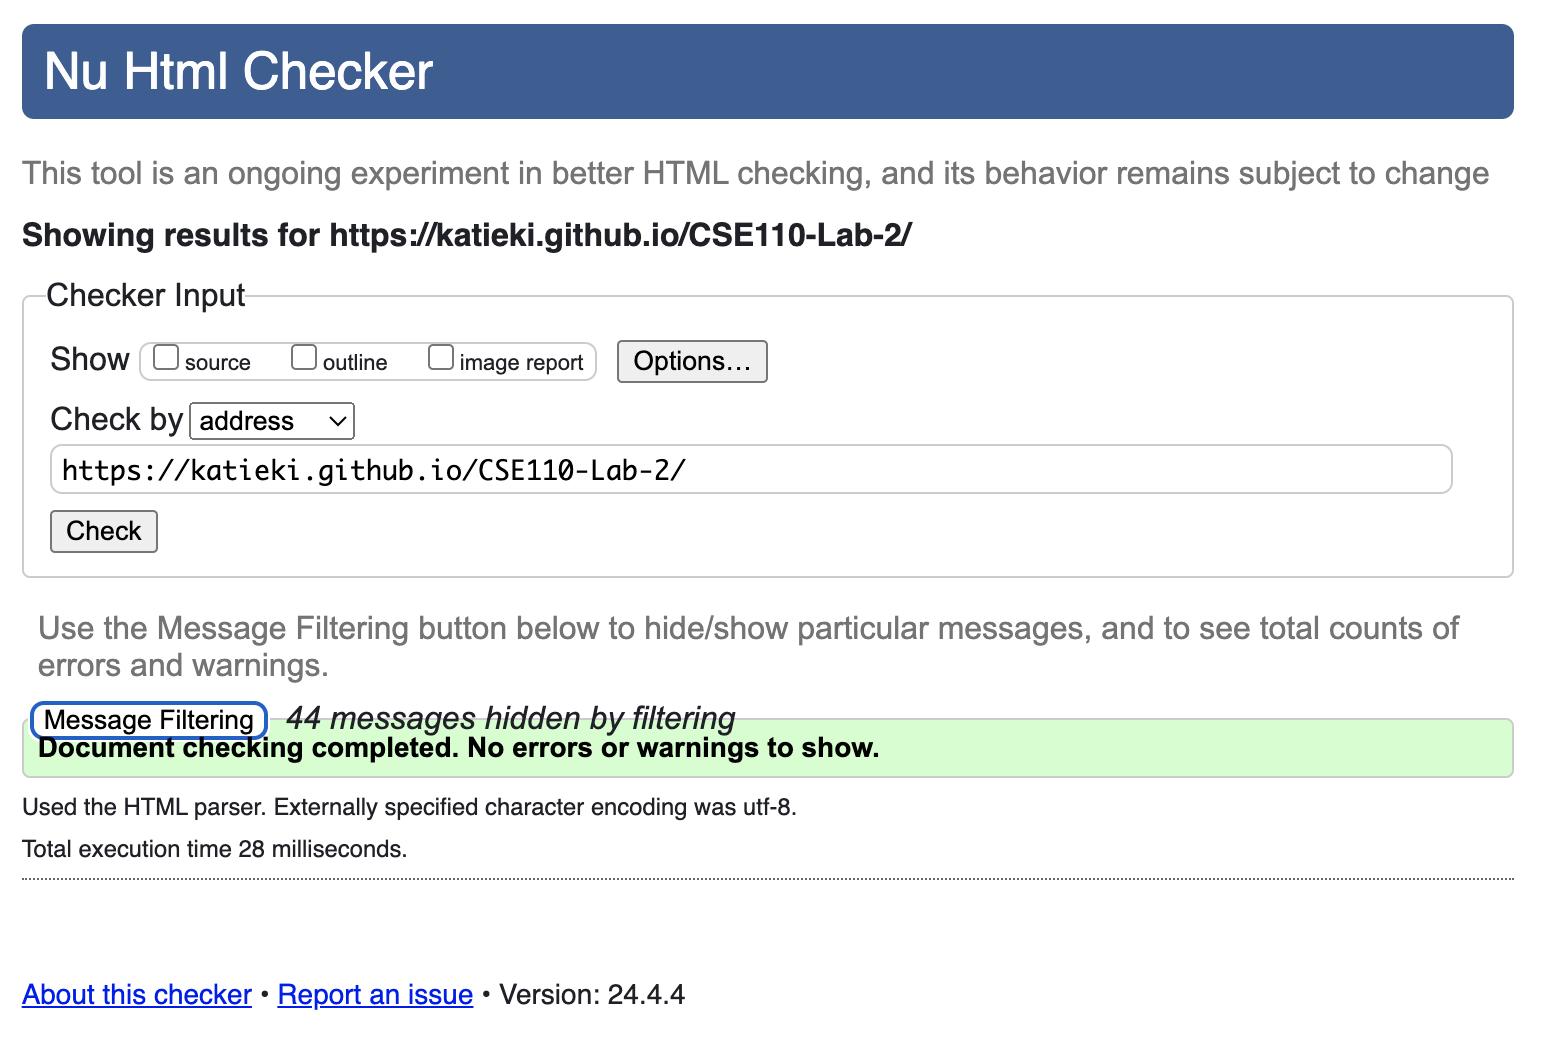 Nu Html Checker
This tool is an ongoing experiment in better HTML checking, and its behavior remains subject to change
Showing results for https://katieki.github.io/CSE110-Lab-2/
Checker Input
Show source outline image report Options...
Check by address
https://katieki.github.io/CSE110-Lab-2/
Check
Use the Message Filtering button below to hide/show particular messages, and to see total counts of
errors and warnings.
Message Filtering 44 messages hidden by filtering
Document checking completed. No errors or warnings to show.
Used the HTML parser. Externally specified character encoding was utf-8.
Total execution time 28 milliseconds.
About this checker • Report an issue • Version: 24.4.4